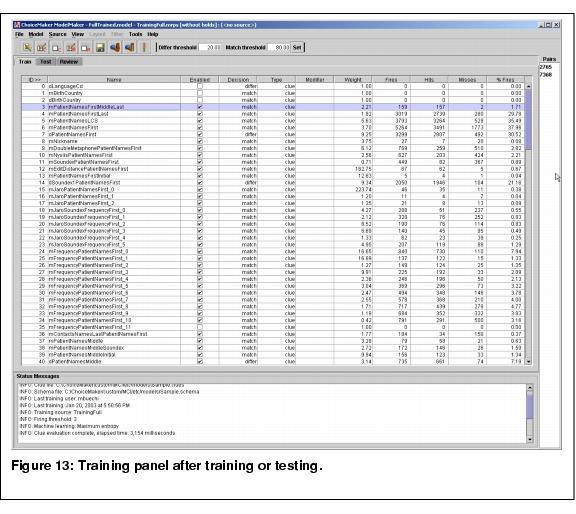 ChoiceMaker ModelMaker - FullTrained.model - TrainingFull.mrps [without holds] : (<no source>)
File Model Source View Layout Filter Tools Help
Differ threshold 20.00 Match threshold 80.00 Set
Train Test Review
Pairs
2765
7368
ID >> Name Enabled Decision Type Modifier Weight Fires Hits Misses % Fires
0 dLanguageCd differ clue 1.00 0 0 0 0.00
1 mBirthCountry match clue 1.00 0 0 0 0.00
2 dBirthCountry differ clue 1.00 0 0 0 0.00
3 mPatientNamesFirstMiddleLast match clue 2.21 159 157 2 1.71
4 mPatientNamesFirstLast match clue 1.82 3019 2739 280 29.78
5 mPatientNamesLCS match clue 5.63 3793 3264 529 35.49
6 mPatientNamesFirst match clue 3.70 5264 3491 1773 37.96
7 dPatientNamesFirst differ clue 9.25 3299 2807 492 30.52
8 mNickname match clue 3.75 27 7 20 0.08
9 mDoubleMetaphonePatientNamesFirst match clue 6.12 769 259 510 2.82
10 mNysiisPatientNamesFirst match clue 2.56 627 203 424 2.21
11 mSoundexPatientNamesFirst match clue 0.71 449 82 367 0.89
12 mEditDistancePatientNamesFirst match clue 162.75 67 62 5 0.67
13 mPatientNamesFirstInitial match clue 12.63 5 4 1 0.04
14 dSoundex1PatientNamesFirst differ clue 9.34 2050 1946 104 21.16
15 mJaroPatientNamesFirst_0 match clue 223.74 46 35 11 0.38
16 mJaroPatientNamesFirst_1 match clue 1.20 11 4 7 0.04
17 mJaroPatientNamesFirst_2 match clue 1.35 21 8 13 0.09
18 mJaroSoundexFrequencyFirst_0 match clue 4.27 288 51 237 0.55
19 mJaroSoundexFrequencyFirst_1 match clue 2.12 328 76 252 0.83
20 mJaroSoundexFrequencyFirst_2 match clue 6.52 190 76 114 0.83
21 mJaroSoundexFrequencyFirst_3 match clue 6.69 140 45 95 0.49
22 mJaroSoundexFrequencyFirst_4 match clue 1.33 62 23 39 0.25
23 mJaroSoundexFrequencyFirst_5 match clue 4.95 207 119 88 1.29
24 mFrequencyPatientNamesFirst_0 match clue 16.65 840 730 110 7.94
25 mFrequencyPatientNamesFirst_1 match clue 16.69 137 122 15 1.33
26 mFrequencyPatientNamesFirst_2 match clue 1.27 149 124 25 1.35
27 mFrequencyPatientNamesFirst_3 match clue 9.91 225 192 33 2.09
28 mFrequencyPatientNamesFirst_4 match clue 2.36 246 196 50 2.13
29 mFrequencyPatientNamesFirst_5 match clue 3.04 369 296 73 3.22
30 mFrequencyPatientNamesFirst_6 match clue 2.47 494 348 146 3.78
31 mFrequencyPatientNamesFirst_7 match clue 2.55 578 368 210 4.00
32 mFrequencyPatientNamesFirst_8 match clue 1.71 717 439 278 4.77
33 mFrequencyPatientNamesFirst_9 match clue 1.18 684 352 332 3.83
34 mFrequencyPatientNamesFirst_10 match clue 0.42 791 291 500 3.16
35 mFrequencyPatientNamesFirst_11 match clue 1.00 0 0 0 0.00
36 mContactsNamesLastPatientNamesFirst match clue 1.77 184 34 150 0.37
37 mPatientNamesMiddle match clue 3.28 79 58 21 0.63
38 mPatientNamesMiddleSoundex match clue 2.72 172 146 26 1.59
39 mPatientNamesMiddleInitial match clue 9.84 156 123 33 1.34
40 dPatientNamesMiddle differ clue 3.14 735 661 74 7.19
Status Messages
INFO: Schema file: C:\ChoiceMaker\custom\MCI\etc\models\Sample.schema
INFO: Last training user: mbuechi
INFO: Last training: Jan 20, 2003 at 5:50:56 PM
INFO: Training source: TrainingFull
INFO: Firing threshold: 3
INFO: Machine learning: Maximum entropy
INFO: Clue evaluation complete, elapsed time: 3,154 milliseconds.
Figure 13: Training panel after training or testing.